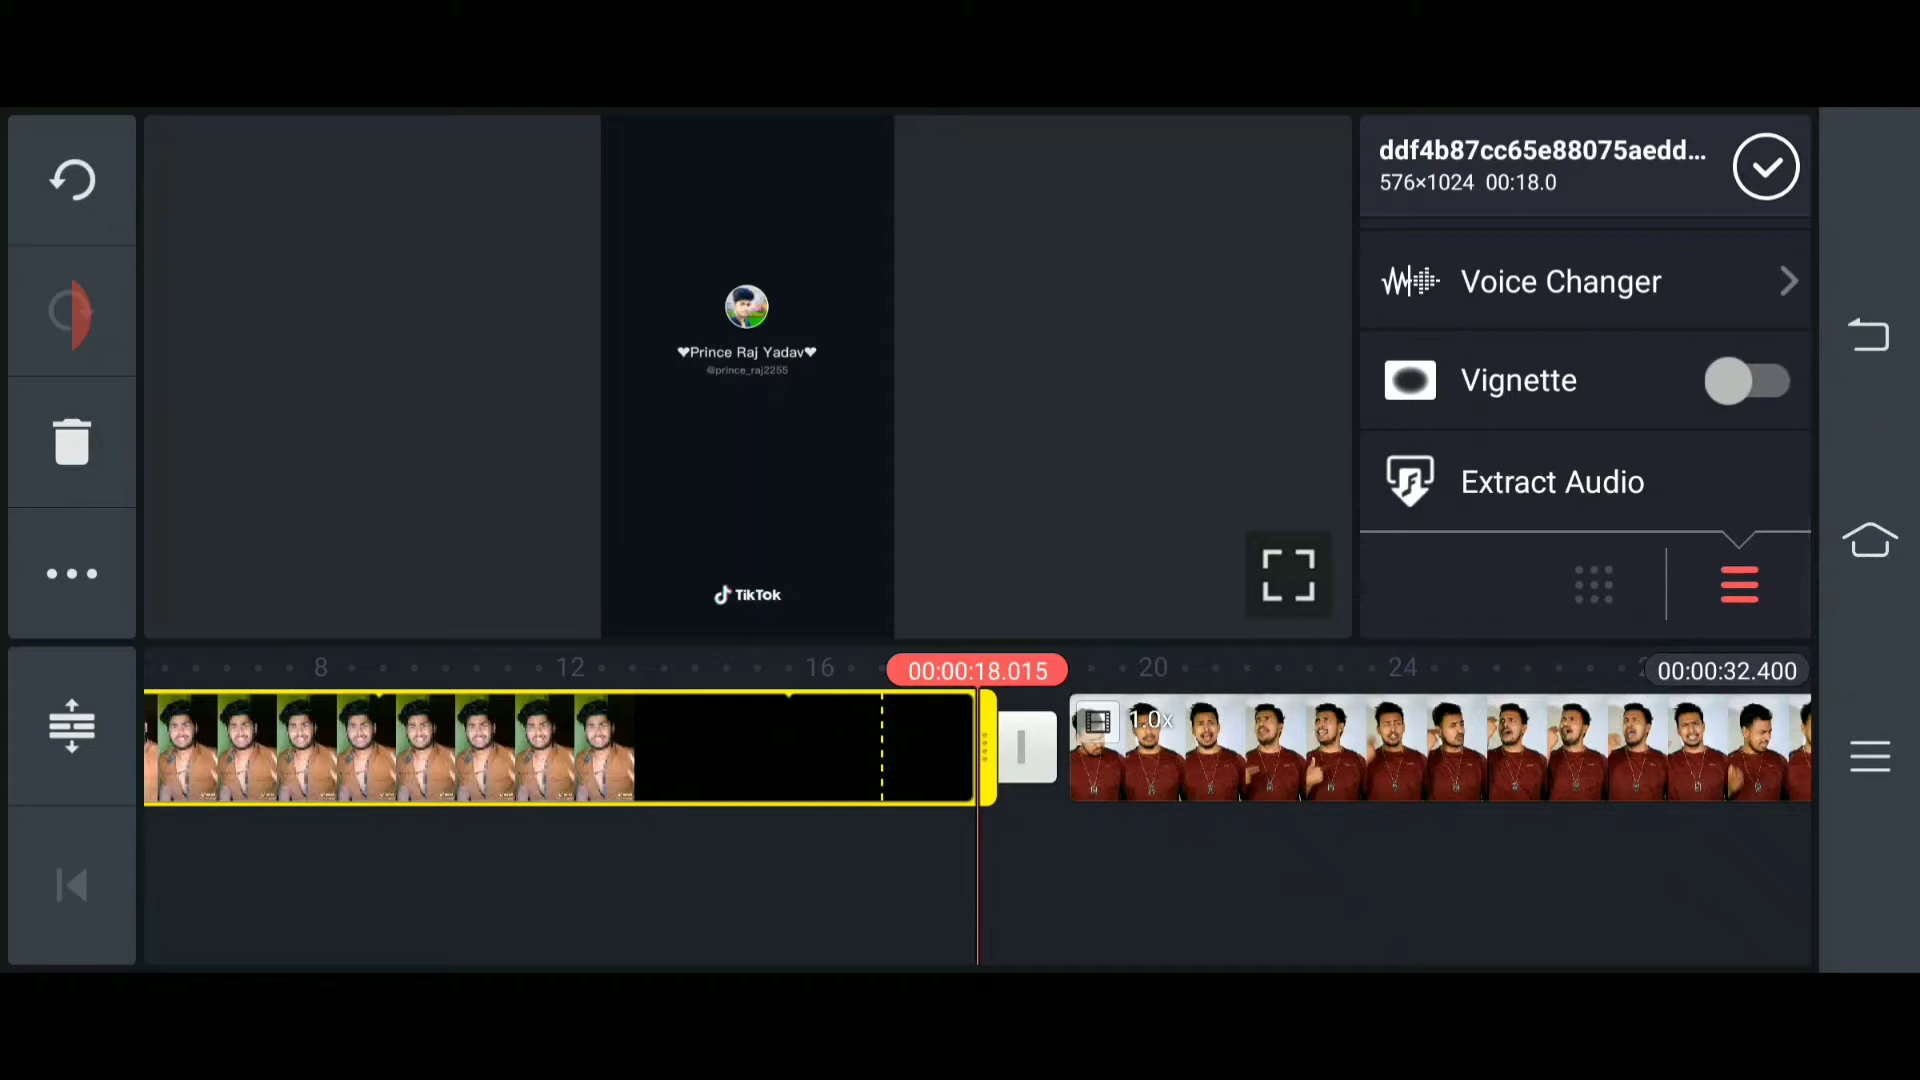 ddf4b87cc65e88075aedd...
576×1024 00:18.0
Voice Changer
Vignette
Extract Audio
❤Prince Raj Yadav❤
@prince_raj2255
TikTok
8 12 16 00:00:18.015 20 24 00:00:32.400
1.0x